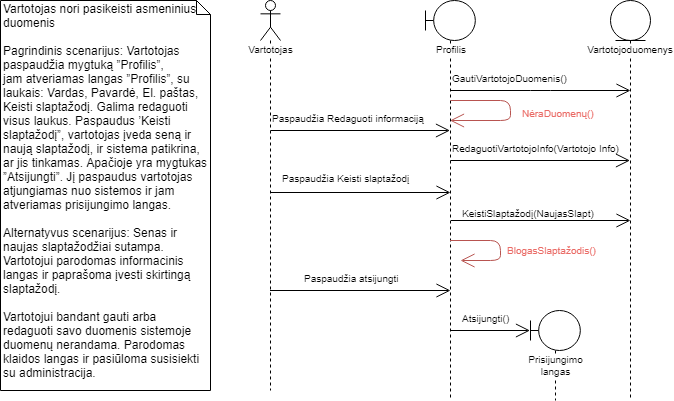 Vartotojas nori pasikeisti asmeninius
duomenis
Pagrindinis scenarijus: Vartotojas
paspaudžia mygtuką ”Profilis”,
jam atveriamas langas ”Profilis”, su
laukais: Vardas, Pavardė, El. paštas,
Keisti slaptažodį. Galima redaguoti
visus laukus. Paspaudus ’Keisti
slaptažodį”, vartotojas įveda seną ir
naują slaptažodį, ir sistema patikrina,
ar jis tinkamas. Apačioje yra mygtukas
”Atsijungti”. Jį paspaudus vartotojas
atjungiamas nuo sistemos ir jam
atveriamas prisijungimo langas.
Alternatyvus scenarijus: Senas ir
naujas slaptažodžiai sutampa.
Vartotojui parodomas informacinis
langas ir paprašoma įvesti skirtingą
slaptažodį.
Vartotojui bandant gauti arba
redaguoti savo duomenis sistemoje
duomenų nerandama. Parodomas
klaidos langas ir pasiūloma susisiekti
su administracija.
Vartotojas
Profilis
Vartotojoduomenys
GautiVartotojoDuomenis()
NėraDuomenų()
Paspaudžia Redaguoti informaciją
RedaguotiVartotojoInfo(Vartotojo Info)
Paspaudžia Keisti slaptažodį
KeistiSlaptažodį(NaujasSlapt)
BlogasSlaptažodis()
Paspaudžia atsijungti
Atsijungti()
Prisijungimo
langas